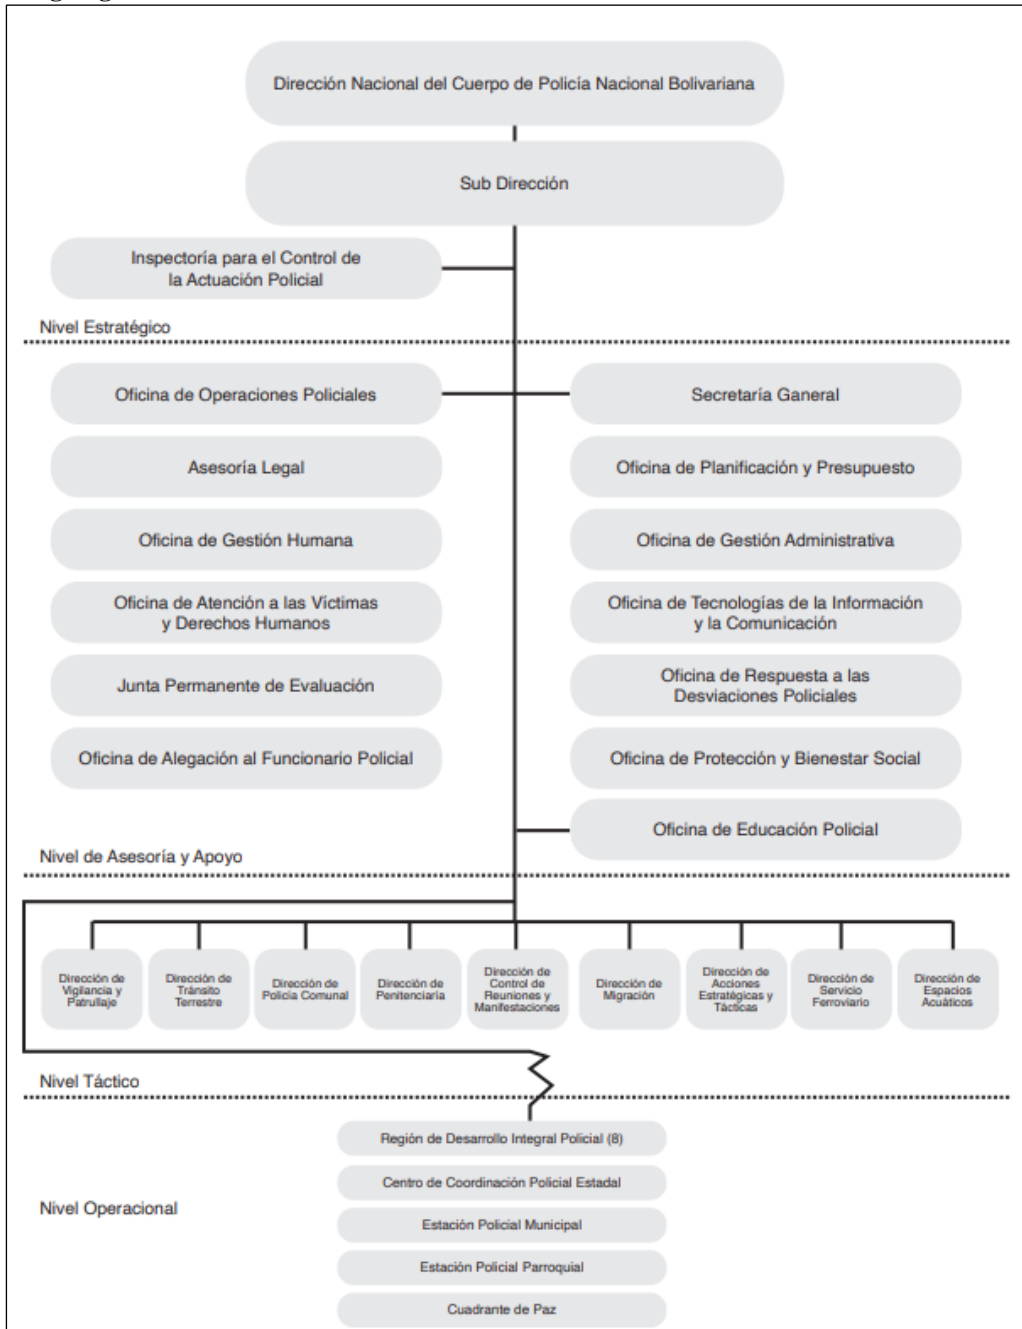 Dirección Nacional del Cuerpo de Policía Nacional Bolivariana
Sub Dirección
Inspectoría para el Control de
la Actuación Policial
Nivel Estratégico
Oficina de Operaciones Policiales
Secretaría Ganeral
Asesoría Legal
Oficina de Planificación y Presupuesto
Oficina de Gestión Humana
Oficina de Gestión Administrativa
Oficina de Atención a las Víctimas
y Derechos Humanos
Oficina de Tecnologías de la Información
y la Comunicación
Junta Permanente de Evaluación
Oficina de Respuesta a las
Desviaciones Policiales
Oficina de Alegación al Funcionario Policial
Oficina de Protección y Bienestar Social
Oficina de Educación Policial
Nivel de Asesoría y Apoyo
Dirección de
Vigilancia y
Patrullaje
Dirección de
Tránsito
Terrestre
Dirección de
Policía Comunal
Dirección de
Penitenciaría
Dirección de
Control de
Reuniones y
Manifestaciones
Dirección de
Migración
Dirección de
Acciones
Estratégicas y
Tácticas
Dirección de
Servicio
Ferroviario
Dirección de
Espacios
Acuáticos
Nivel Táctico
Región de Desarrollo Integral Policial (8)
Centro de Coordinación Policial Estadal
Nivel Operacional
Estación Policial Municipal
Estación Policial Parroquial
Cuadrante de Paz